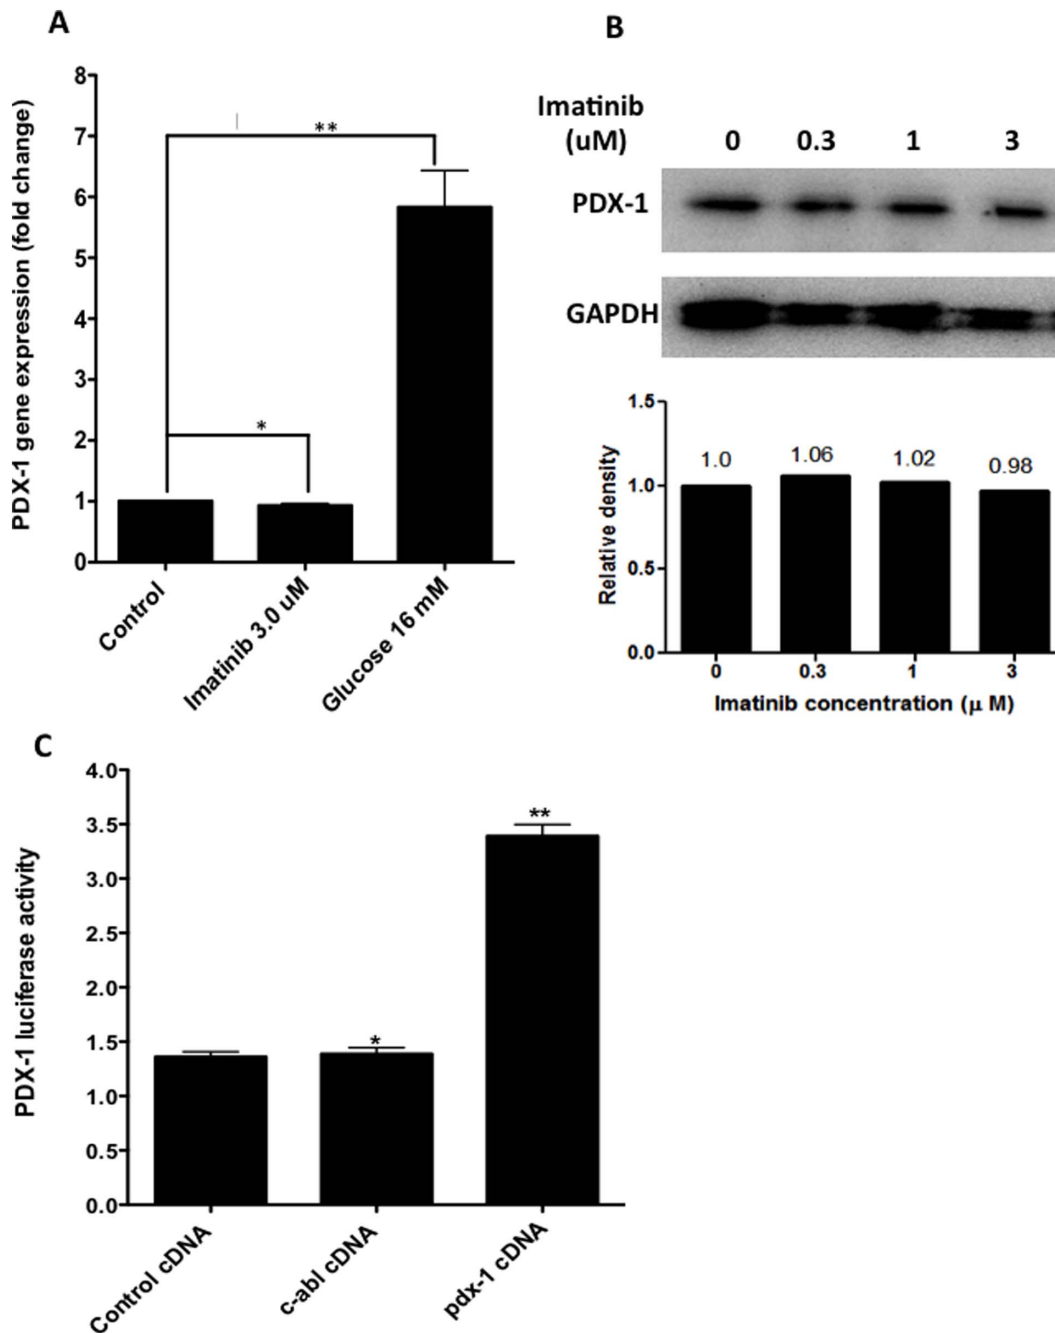 A
PDX-1 gene expression (fold change)
8
7
6
5
4
3
2
1
0
**
*
Control
Imatinib 3.0 uM
Glucose 16 mM
B
Imatinib
(uM)
0 0.3 1 3
PDX-1
GAPDH
Relative density
1.5
1.0
0.5
0.0
1.0 1.06 1.02 0.98
0 0.3 1 3
Imatinib concentration (μ M)
C
PDX-1 luciferase activity
4.0
3.5
3.0
2.5
2.0
1.5
1.0
0.5
0.0
*
**
Control cDNA
c-abl cDNA
pdx-1 cDNA